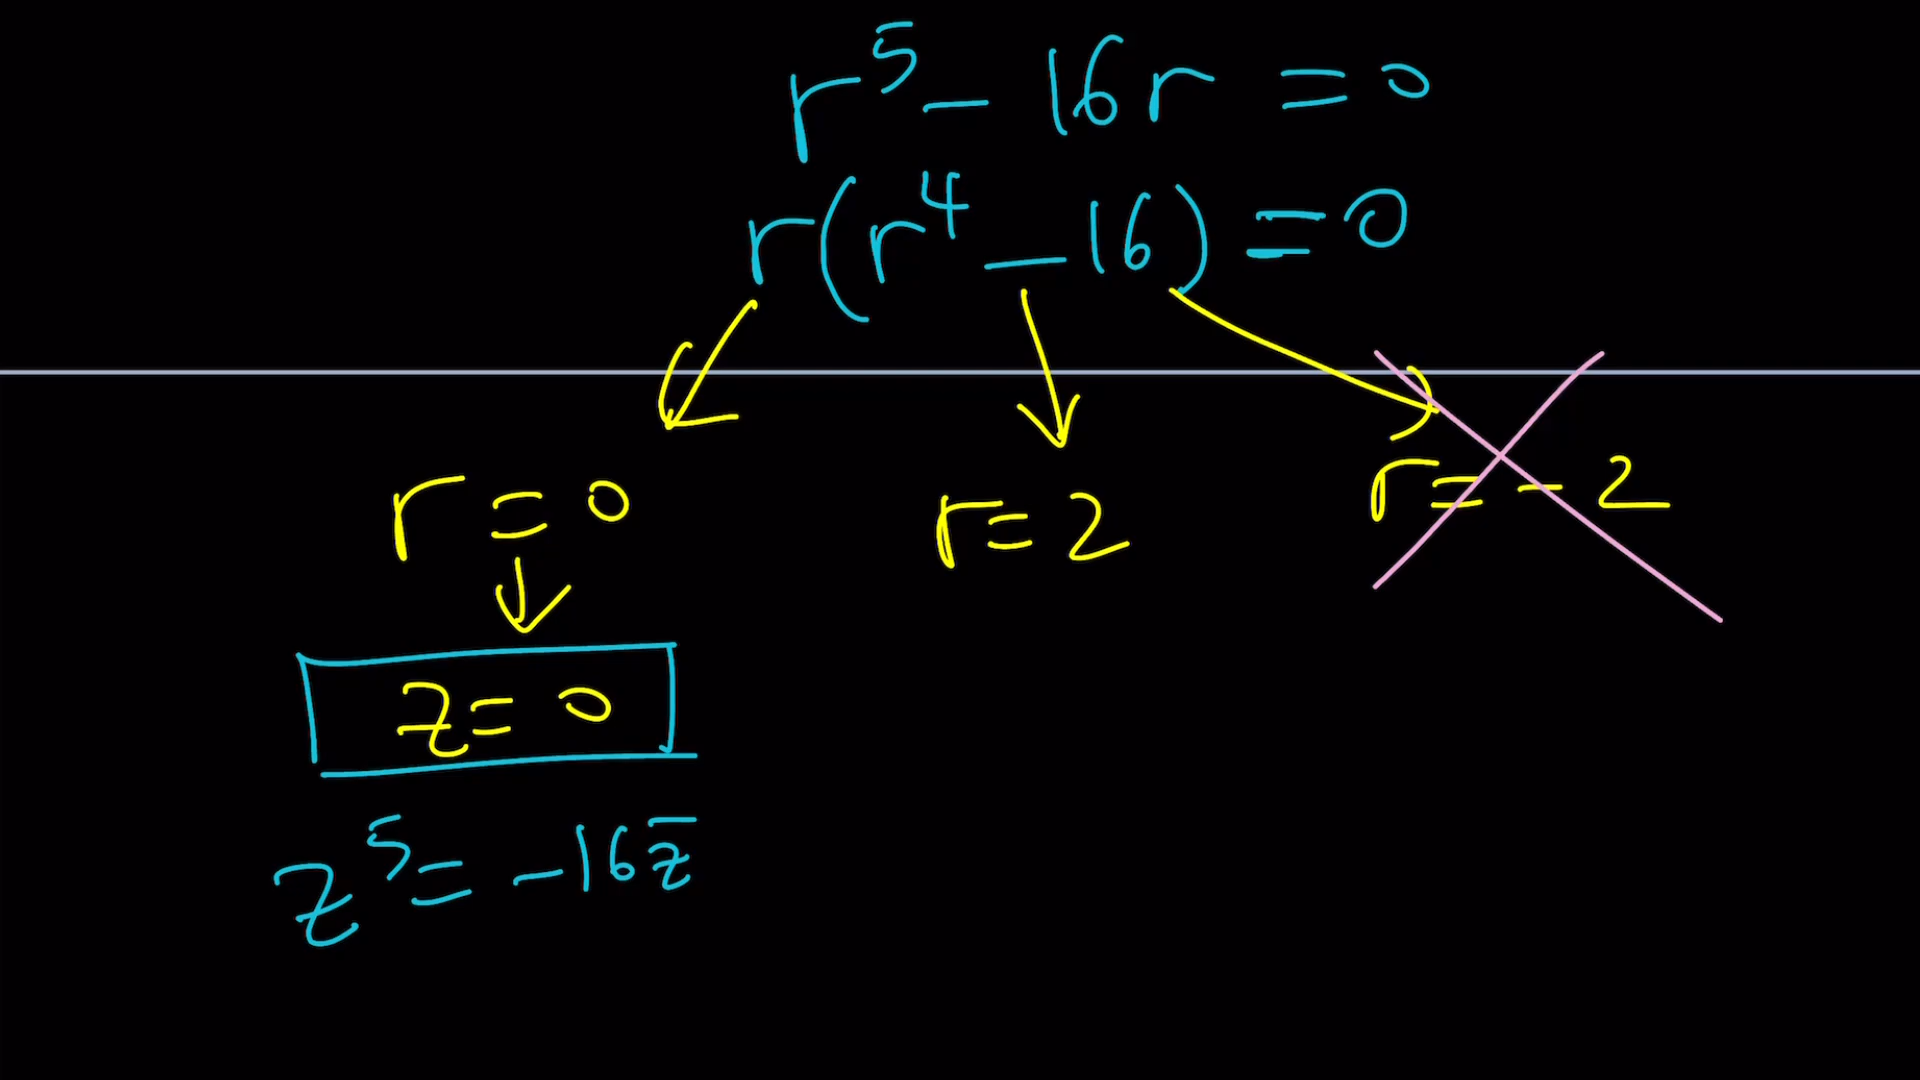 r⁵ - 16r = 0
r(r⁴ - 16) = 0
r = 0 r = 2 r = - 2
z = 0
z⁵ = -16z̅